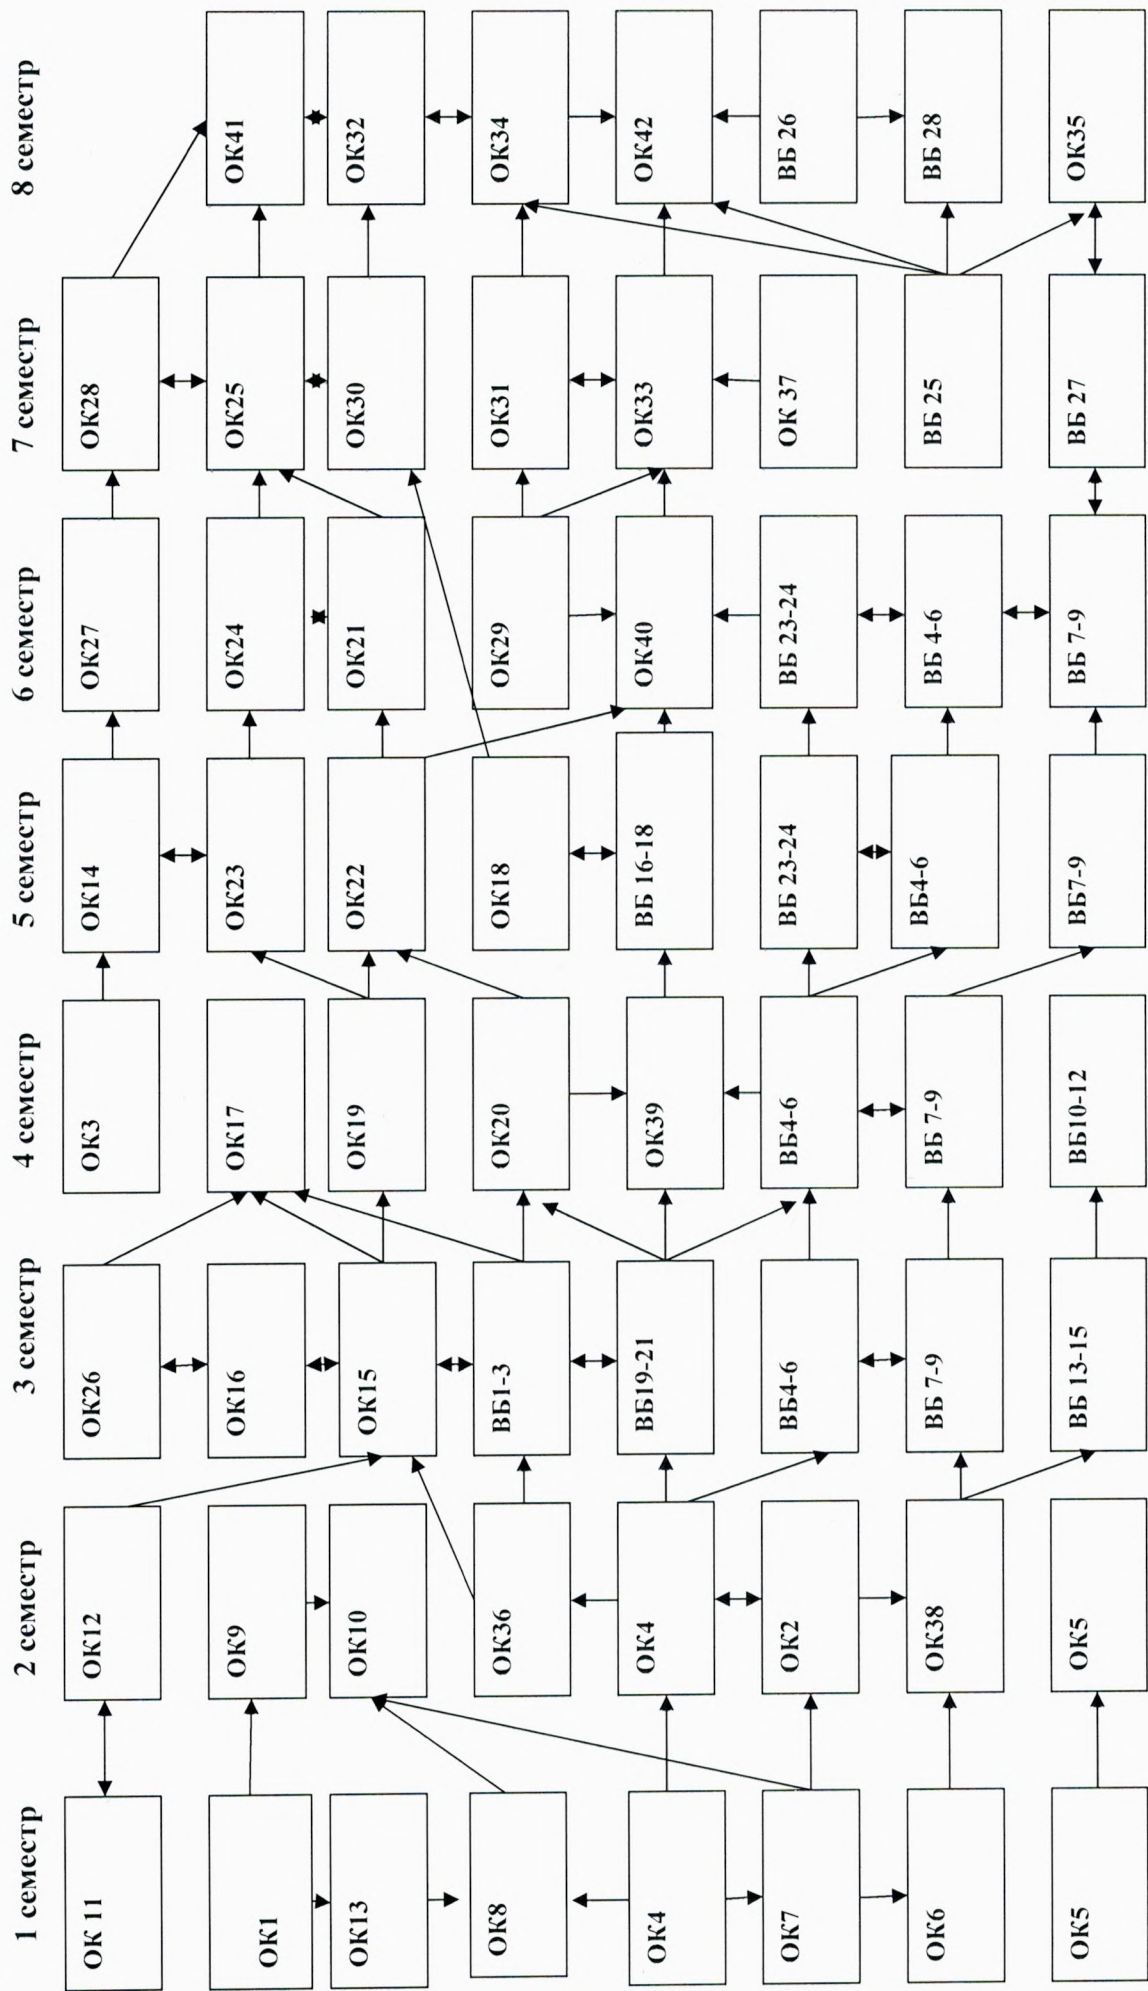 1 семестр
ОК 11
ОК1
ОК13
ОК8
ОК4
ОК7
ОК6
ОК5
2 семестр
ОК12
ОК9
ОК10
ОК36
ОК4
ОК2
ОК38
ОК5
3 семестр
ОК26
ОК16
ОК15
ВБ1-3
ВБ19-21
ВБ4-6
ВБ 7-9
ВБ 13-15
4 семестр
ОК3
ОК17
ОК19
ОК20
ОК39
ВБ4-6
ВБ 7-9
ВБ10-12
5 семестр
ОК14
ОК23
ОК22
ОК18
ВБ 16-18
ВБ 23-24
ВБ4-6
ВБ7-9
6 семестр
ОК27
ОК24
ОК21
ОК29
ОК40
ВБ 23-24
ВБ 4-6
ВБ 7-9
7 семестр
ОК28
ОК25
ОК30
ОК31
ОК33
ОК 37
ВБ 25
ВБ 27
8 семестр
ОК41
ОК32
ОК34
ОК42
ВБ 26
ВБ 28
ОК35